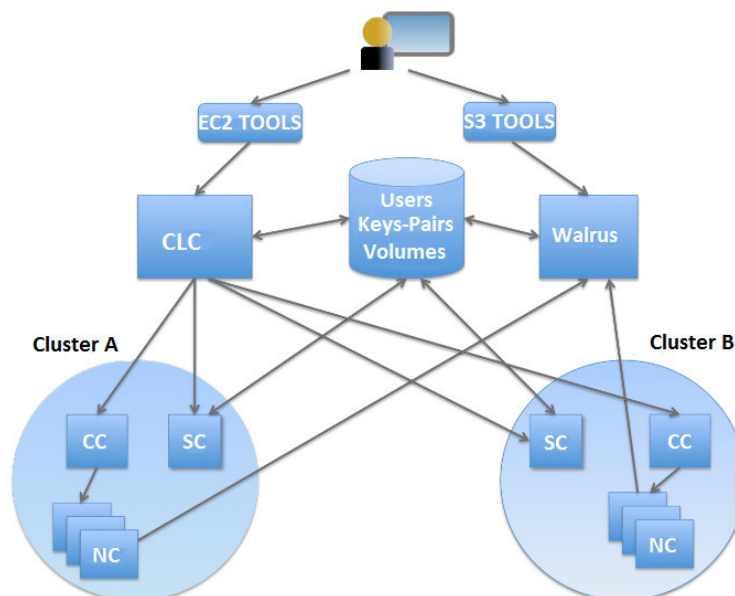 EC2 TOOLS
S3 TOOLS
CLC
Users
Keys-Pairs
Volumes
Walrus
Cluster A
Cluster B
CC
SC
SC
CC
NC
NC